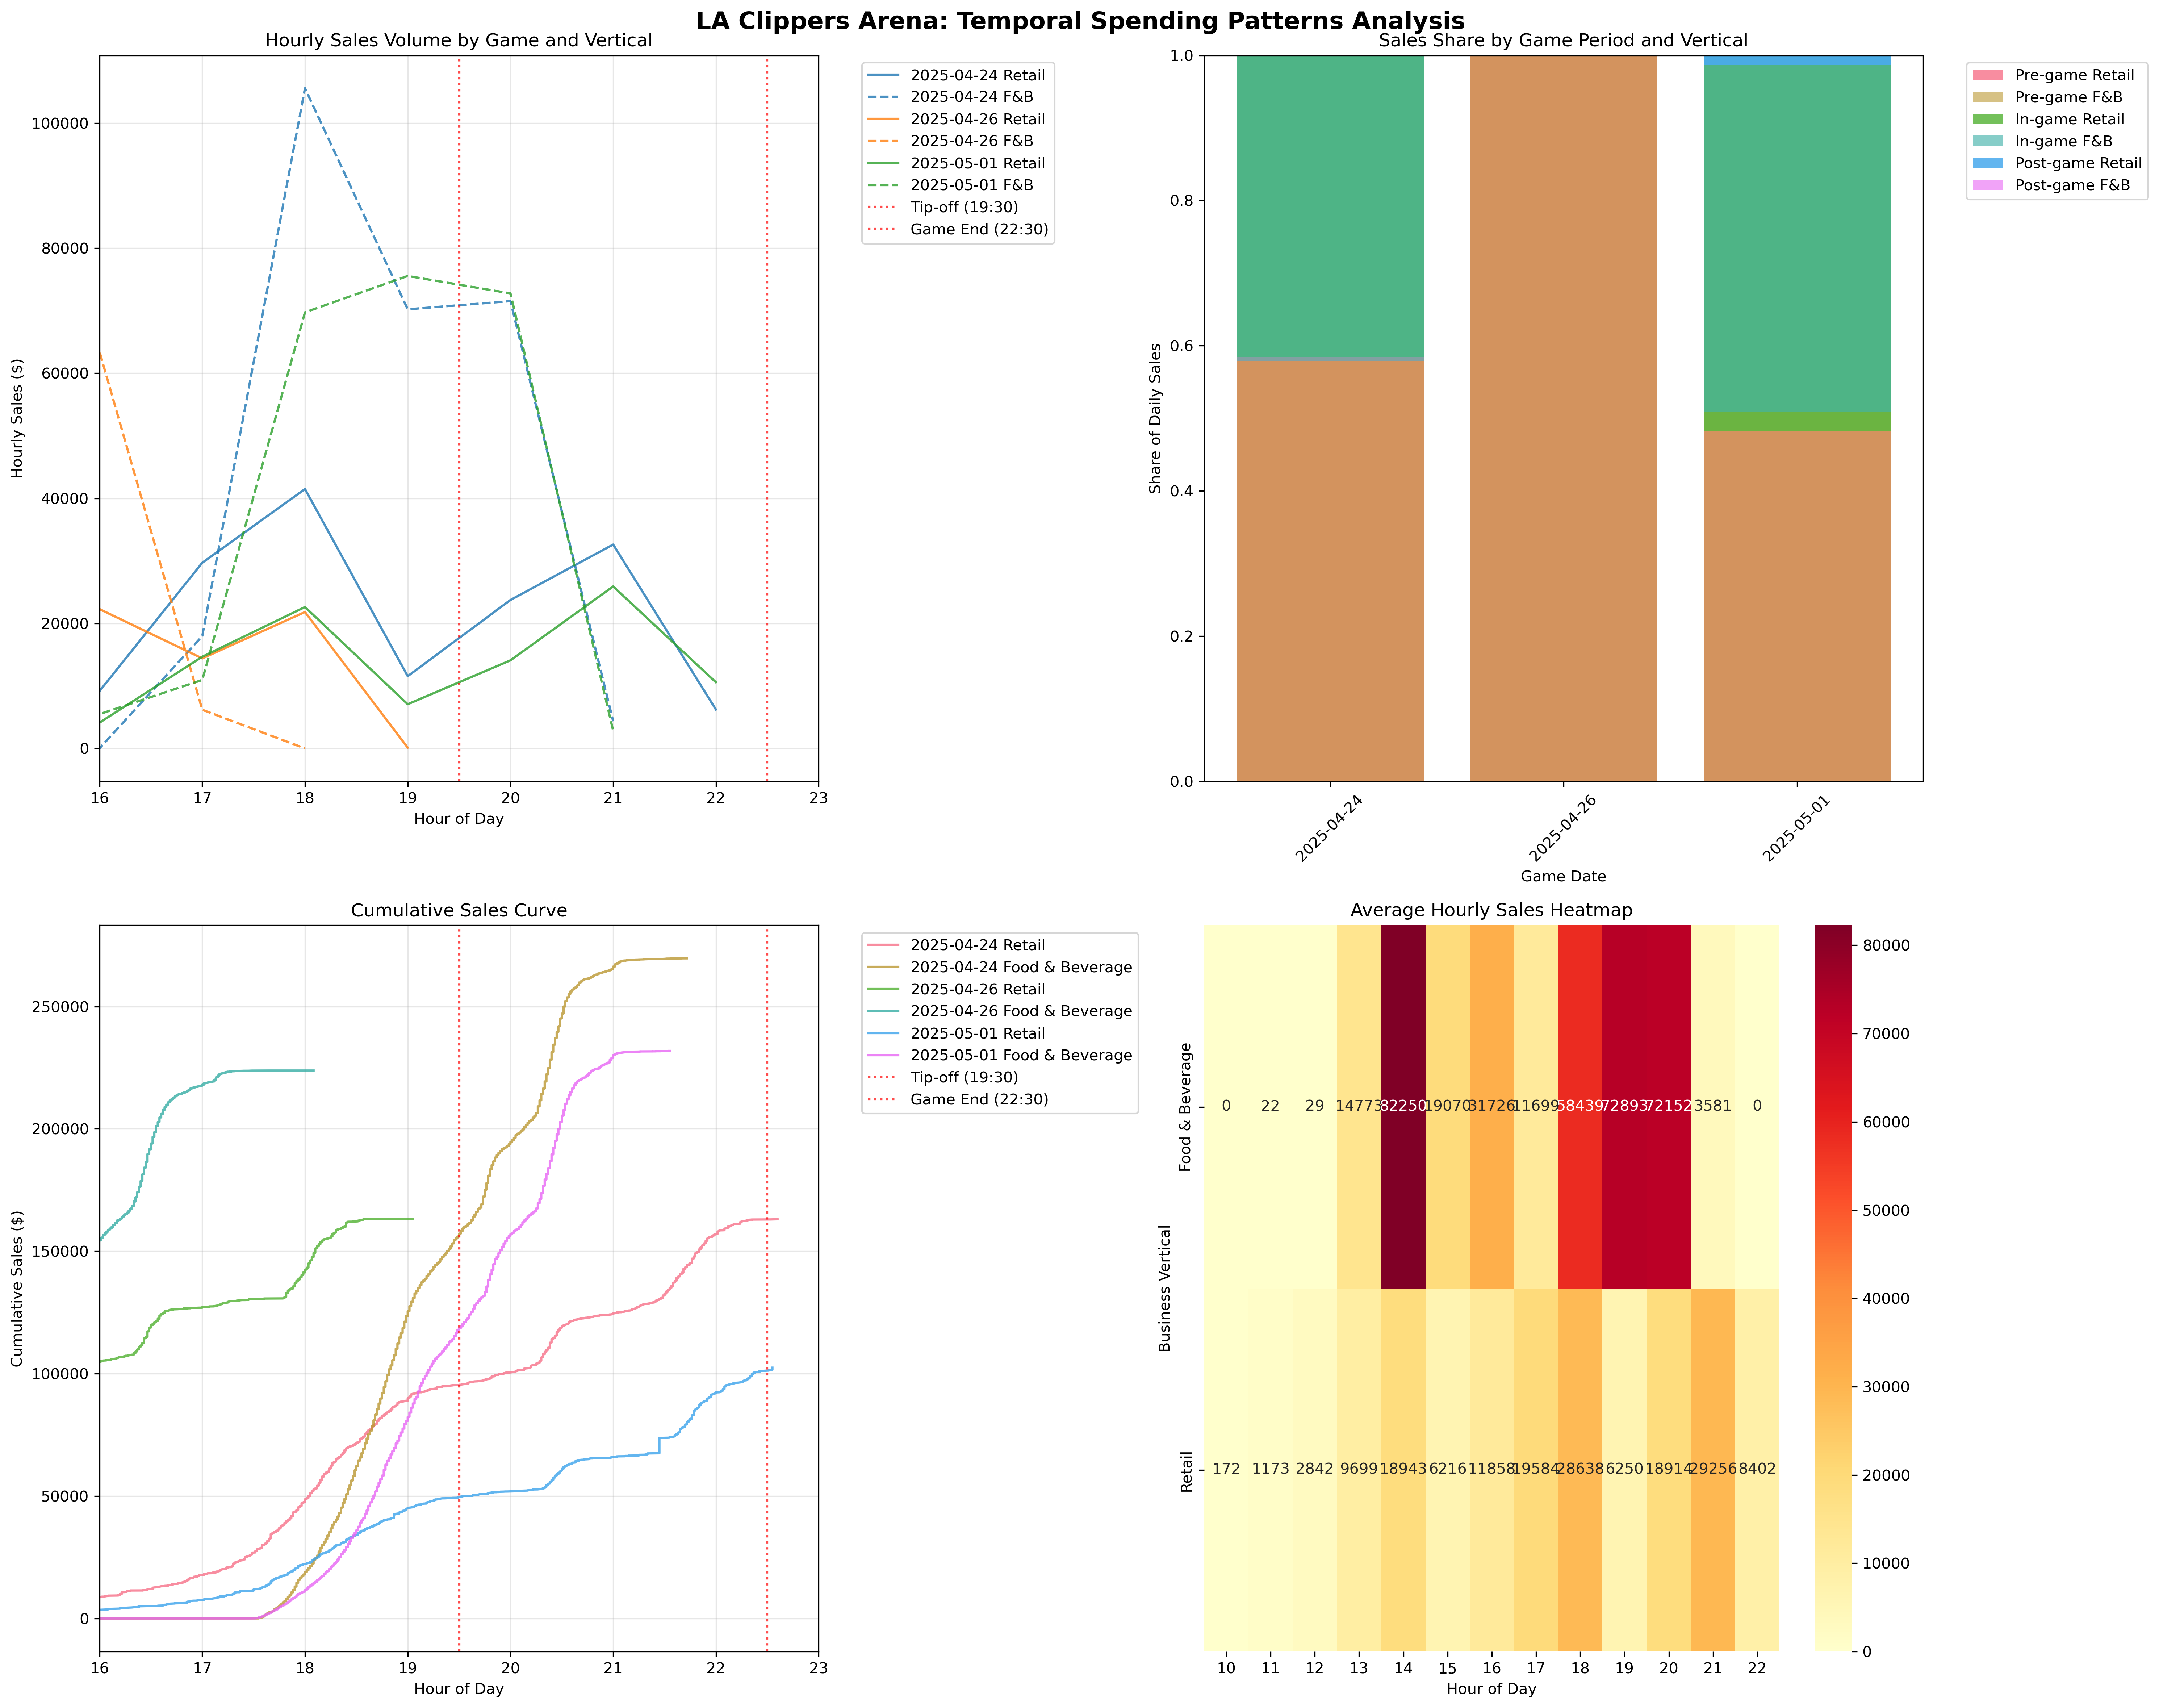 LA Clippers Arena: Temporal Spending Patterns Analysis
Hourly Sales Volume by Game and Vertical
Hourly Sales ($)
100000
80000
60000
40000
20000
0
16 17 18 19 20 21 22 23
Hour of Day
2025-04-24 Retail
2025-04-24 F&B
2025-04-26 Retail
2025-04-26 F&B
2025-05-01 Retail
2025-05-01 F&B
Tip-off (19:30)
Game End (22:30)
Sales Share by Game Period and Vertical
Share of Daily Sales
1.0
0.8
0.6
0.4
0.2
0.0
2025-04-24 2025-04-26 2025-05-01
Game Date
Pre-game Retail
Pre-game F&B
In-game Retail
In-game F&B
Post-game Retail
Post-game F&B
Cumulative Sales Curve
Cumulative Sales ($)
250000
200000
150000
100000
50000
0
16 17 18 19 20 21 22 23
Hour of Day
2025-04-24 Retail
2025-04-24 Food & Beverage
2025-04-26 Retail
2025-04-26 Food & Beverage
2025-05-01 Retail
2025-05-01 Food & Beverage
Tip-off (19:30)
Game End (22:30)
Average Hourly Sales Heatmap
Business Vertical
Food & Beverage
0 22 29 14773 82250 19070 31726 11699 58439 72893 72152 3581 0
Retail
172 1173 2842 9699 18943 6216 11858 19584 28638 6250 18914 29256 8402
10 11 12 13 14 15 16 17 18 19 20 21 22
Hour of Day
80000
70000
60000
50000
40000
30000
20000
10000
0